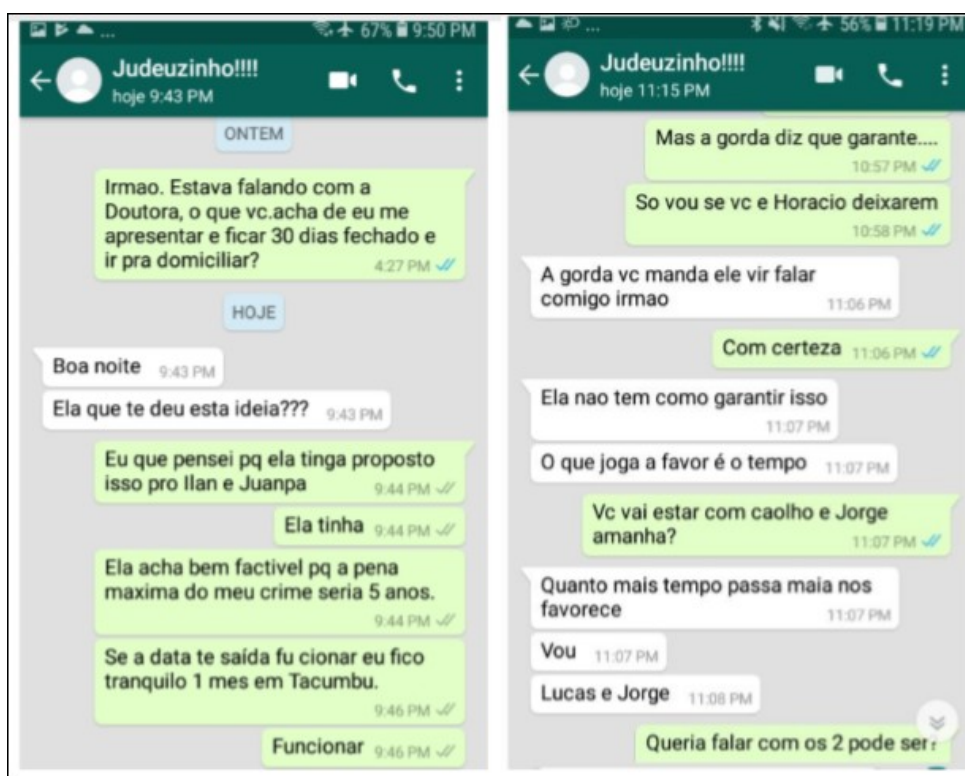 ... 67% 9:50 PM
Judeuzinho!!!!
hoje 9:43 PM
ONTEM
Irmao. Estava falando com a
Doutora, o que vc.acha de eu me
apresentar e ficar 30 dias fechado e
ir pra domiciliar?
4:27 PM
HOJE
Boa noite 9:43 PM
Ela que te deu esta ideia??? 9:43 PM
Eu que pensei pq ela tinga proposto
isso pro Ilan e Juanpa 9:44 PM
Ela tinha 9:44 PM
Ela acha bem factivel pq a pena
maxima do meu crime seria 5 anos.
9:44 PM
Se a data te saída fu cionar eu fico
tranquilo 1 mes em Tacumbu.
9:46 PM
Funcionar 9:46 PM
... 56% 11:19 PM
Judeuzinho!!!!
hoje 11:15 PM
Mas a gorda diz que garante....
10:57 PM
So vou se vc e Horacio deixarem
10:58 PM
A gorda vc manda ele vir falar
comigo irmao 11:06 PM
Com certeza 11:06 PM
Ela nao tem como garantir isso
11:07 PM
O que joga a favor é o tempo 11:07 PM
Vc vai estar com caolho e Jorge
amanha? 11:07 PM
Quanto mais tempo passa maia nos
favorece 11:07 PM
Vou 11:07 PM
Lucas e Jorge 11:08 PM
Queria falar com os 2 pode ser?